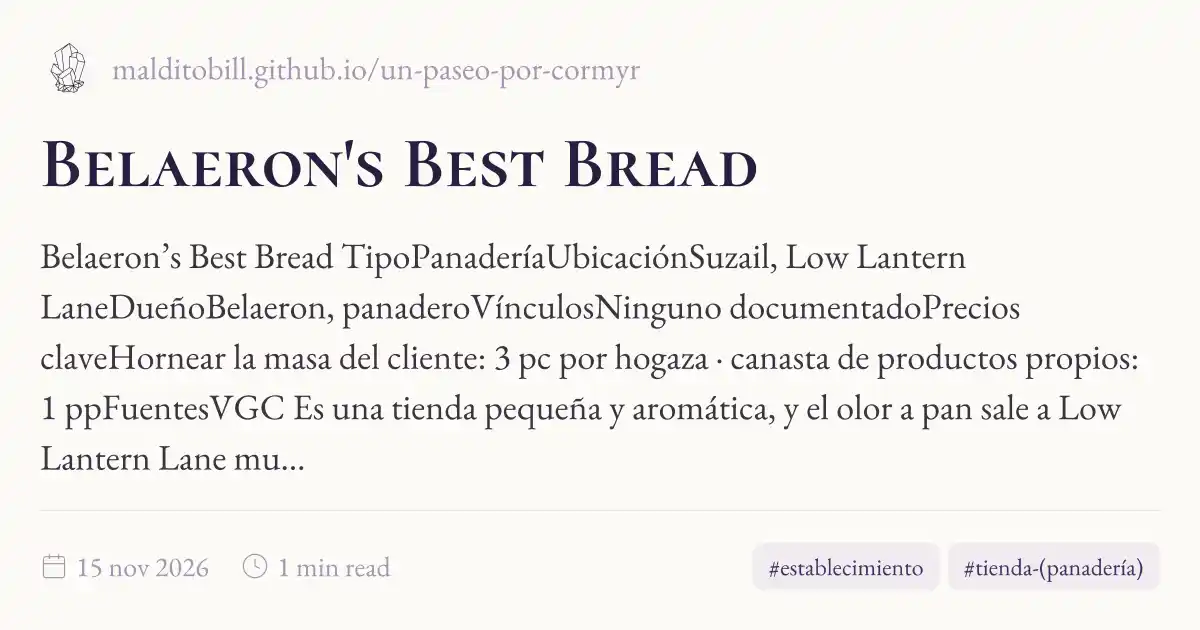 malditobill.github.io/un-paseo-por-cormyr
Belaeron's Best Bread
Belaeron’s Best Bread TipoPanaderíaUbicaciónSuzail, Low Lantern
LaneDueñoBelaeron, panaderoVínculosNinguno documentadoPrecios
claveHornear la masa del cliente: 3 pc por hogaza · canasta de productos propios:
1 ppFuentesVGC Es una tienda pequeña y aromática, y el olor a pan sale a Low
Lantern Lane mu...
15 nov 2026 1 min read #establecimiento #tienda-(panadería)